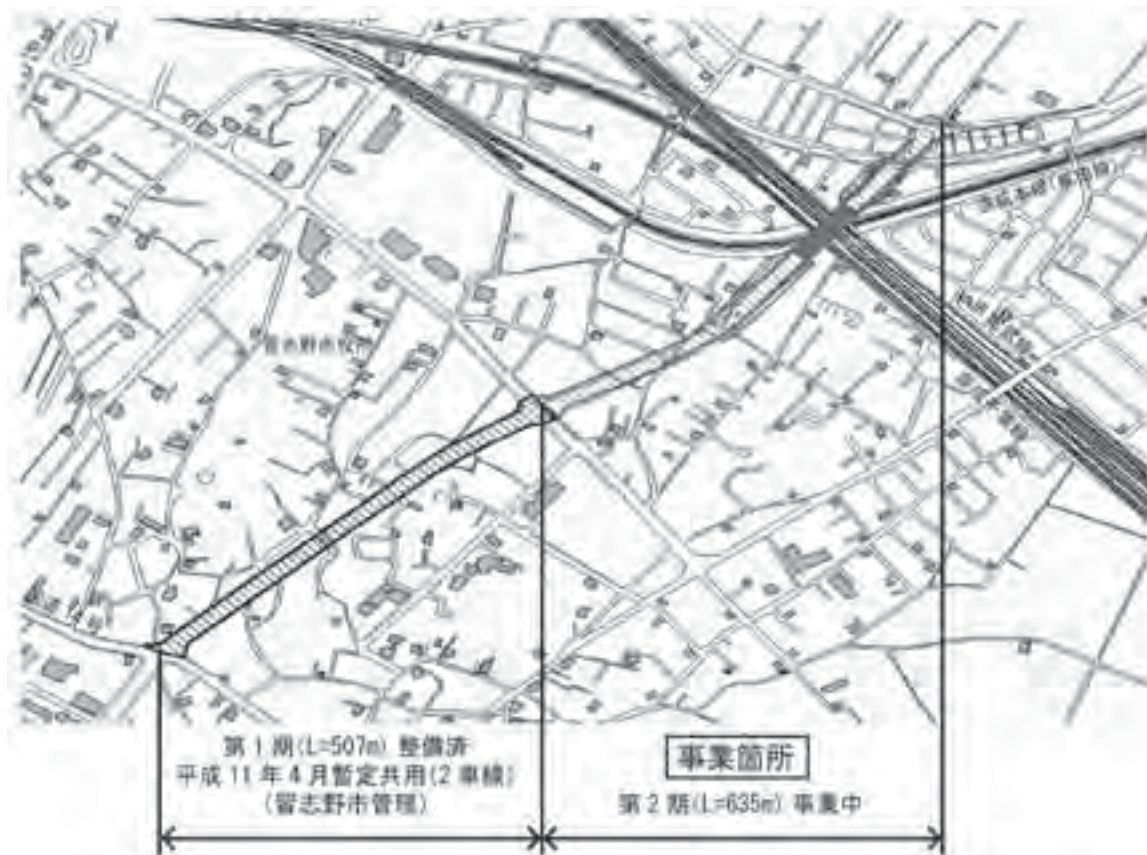 習志野市役所
第1期(L=507m) 整備済
平成11年4月暫定共用(2車線)
(習志野市管理)
事業箇所
第2期(L=635m) 事業中